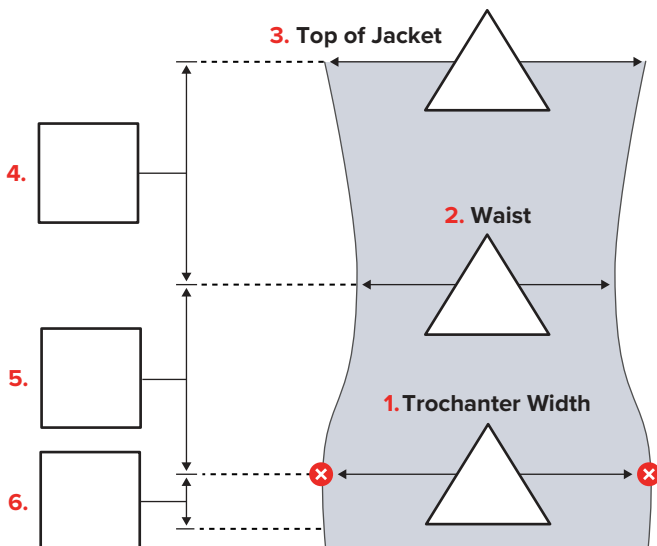 3. Top of Jacket
4.
2. Waist
5.
1. Trochanter Width
6.